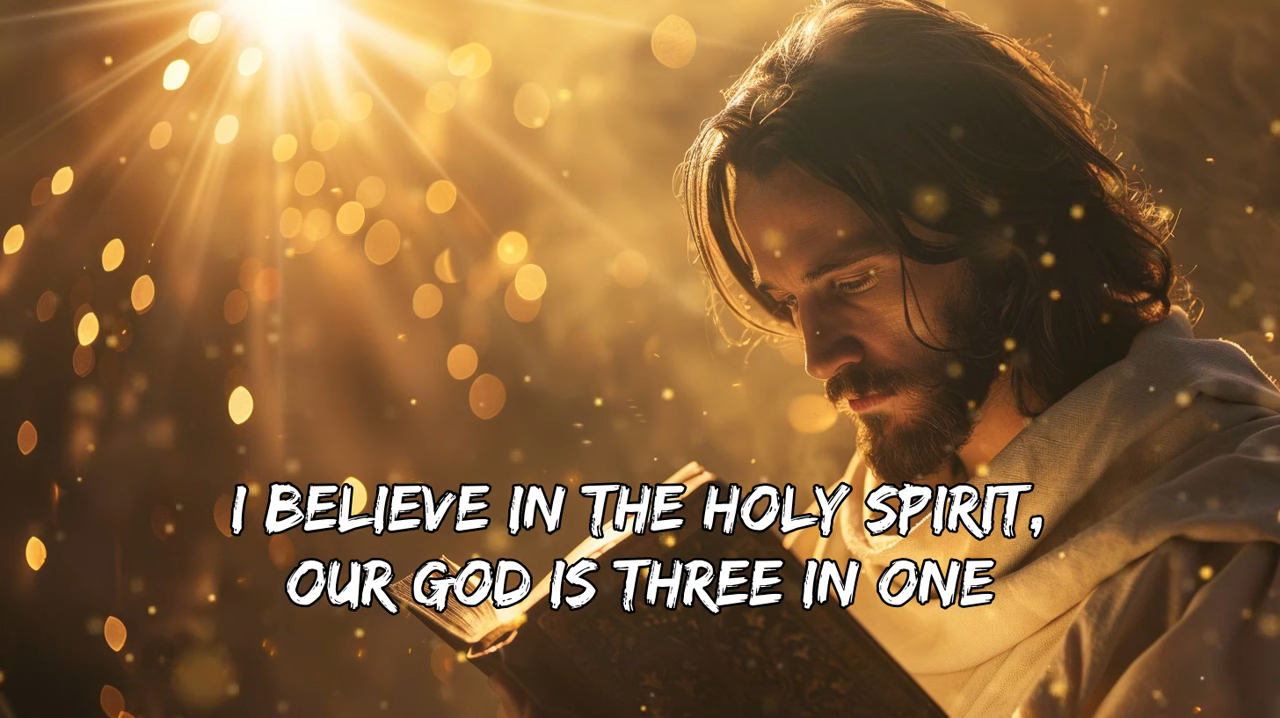 I BELIEVE IN THE HOLY SPIRIT,
OUR GOD IS THREE IN ONE